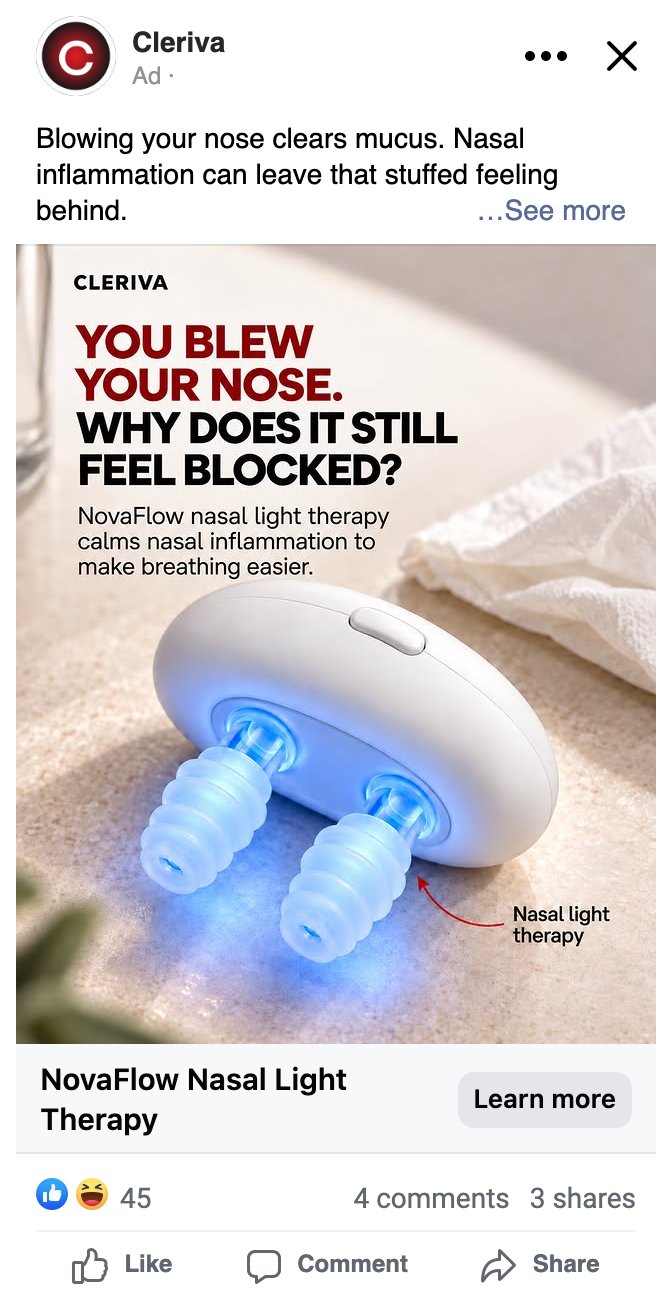 C
Cleriva
Ad ·
Blowing your nose clears mucus. Nasal
inflammation can leave that stuffed feeling
behind.
...See more
CLERIVA
YOU BLEW
YOUR NOSE.
WHY DOES IT STILL
FEEL BLOCKED?
NovaFlow nasal light therapy
calms nasal inflammation to
make breathing easier.
Nasal light
therapy
NovaFlow Nasal Light
Therapy
Learn more
45
4 comments 3 shares
Like Comment Share